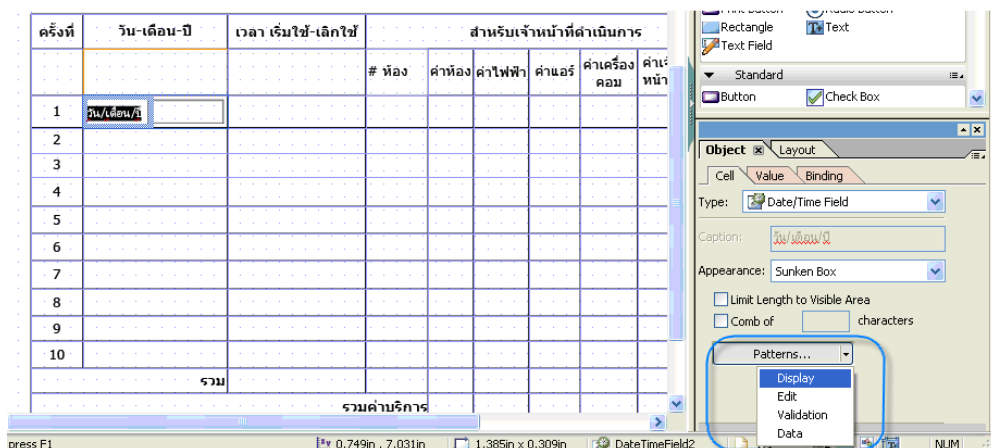 Radio Button
Rectangle Text
Text Field
Standard
Button Check Box
ครั้งที่ วัน-เดือน-ปี เวลา เริ่มใช้-เลิกใช้ สำหรับเจ้าหน้าที่ดำเนินการ
# ห้อง ค่าห้อง ค่าไฟฟ้า ค่าแอร์ ค่าเครื่อง
คอม หน้า
1 วัน/เดือน/ปี
2
3
4
5
6
7
8
9
10
รวม
รวมค่าบริการ
Object Layout
Cell Value Binding
Type: Date/Time Field
Caption: วัน/เดือน/ปี
Appearance: Sunken Box
Limit Length to Visible Area
Comb of characters
Patterns...
Display
Edit
Validation
Data
press F1 0.749in , 7.031in 1.385in x 0.309in DateTimeField2 NUM